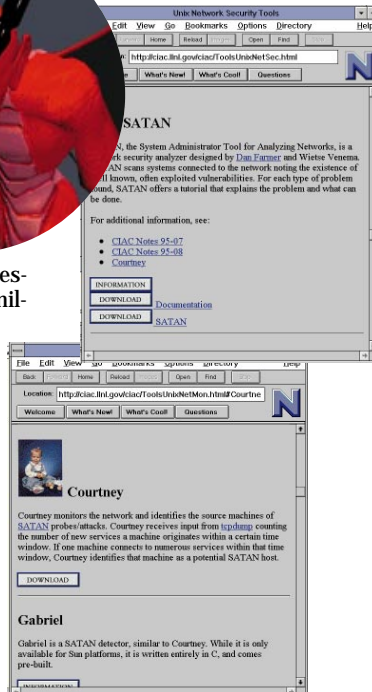 Unix Network Security Tools
Edit View Go Bookmarks Options Directory Help
Home Reload Open Find
http://ciac.llnl.gov/ciac/ToolsUnixNetSec.html
What's New! What's Cool! Questions
SATAN
the System Administrator Tool for Analyzing Networks, is a
security analyzer designed by Dan Farmer and Wietse Venema.
scans systems connected to the network noting the existence of
known, often exploited vulnerabilities. For each type of problem
SATAN offers a tutorial that explains the problem and what can
be done.
For additional information, see:
CIAC Notes 95-07
CIAC Notes 95-08
Courtney
INFORMATION
DOWNLOAD Documentation
DOWNLOAD SATAN
File Edit View Go Bookmarks Options Directory Help
Back Home Reload Open Find
Location: http://ciac.llnl.gov/ciac/ToolsUnixNetMon.html#Courtne
Welcome What's New! What's Cool! Questions
N
Courtney
Courtney monitors the network and identifies the source machines of
SATAN probes/attacks. Courtney receives input from tcpdump counting
the number of new services a machine originates within a certain time
window. If one machine connects to numerous services within that time
window, Courtney identifies that machine as a potential SATAN host.
DOWNLOAD
Gabriel
Gabriel is a SATAN detector, similar to Courtney. While it is only
available for Sun platforms, it is written entirely in C, and comes
pre-built.
INFORMATION